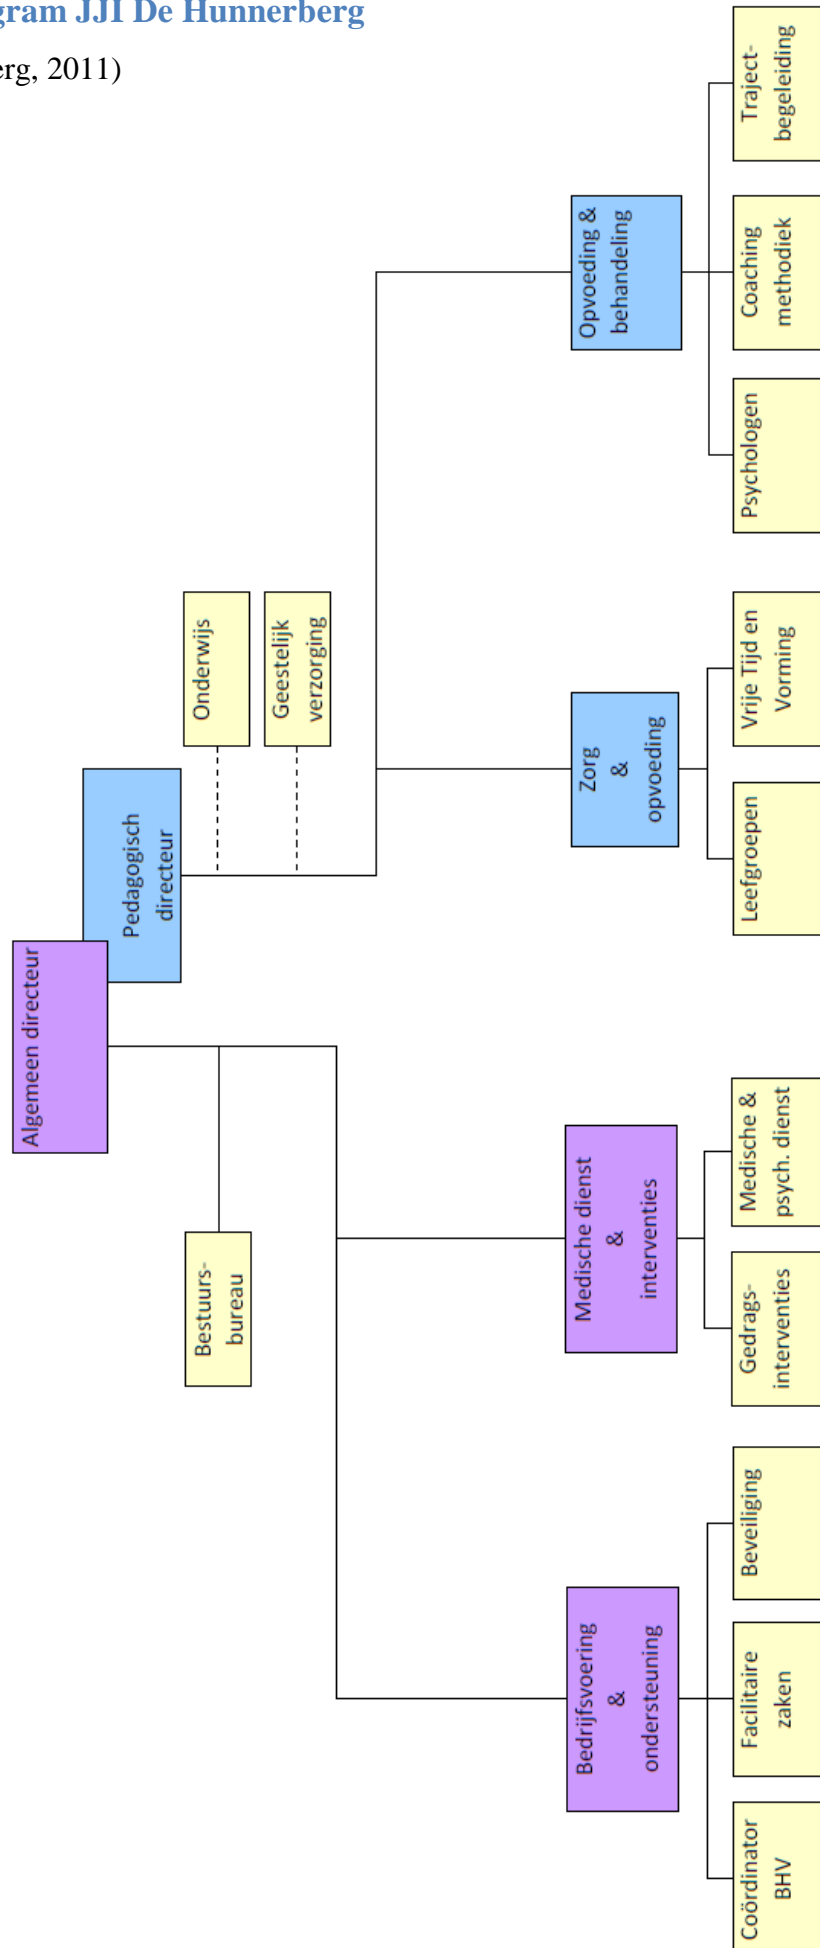 gram JJI De Hunnerberg
erg, 2011)
Algemeen directeur
Pedagogisch
directeur
Bestuurs-
bureau
Onderwijs
Geestelijk
verzorging
Bedrijfsvoering
&
ondersteuning
Medische dienst
&
interventies
Zorg
&
opvoeding
Opvoeding &
behandeling
Coördinator
BHV
Facilitaire
zaken
Beveiliging
Gedrags-
interventies
Medische &
psych. dienst
Leefgroepen
Vrije Tijd en
Vorming
Psychologen
Coaching
methodiek
Traject-
begeleiding